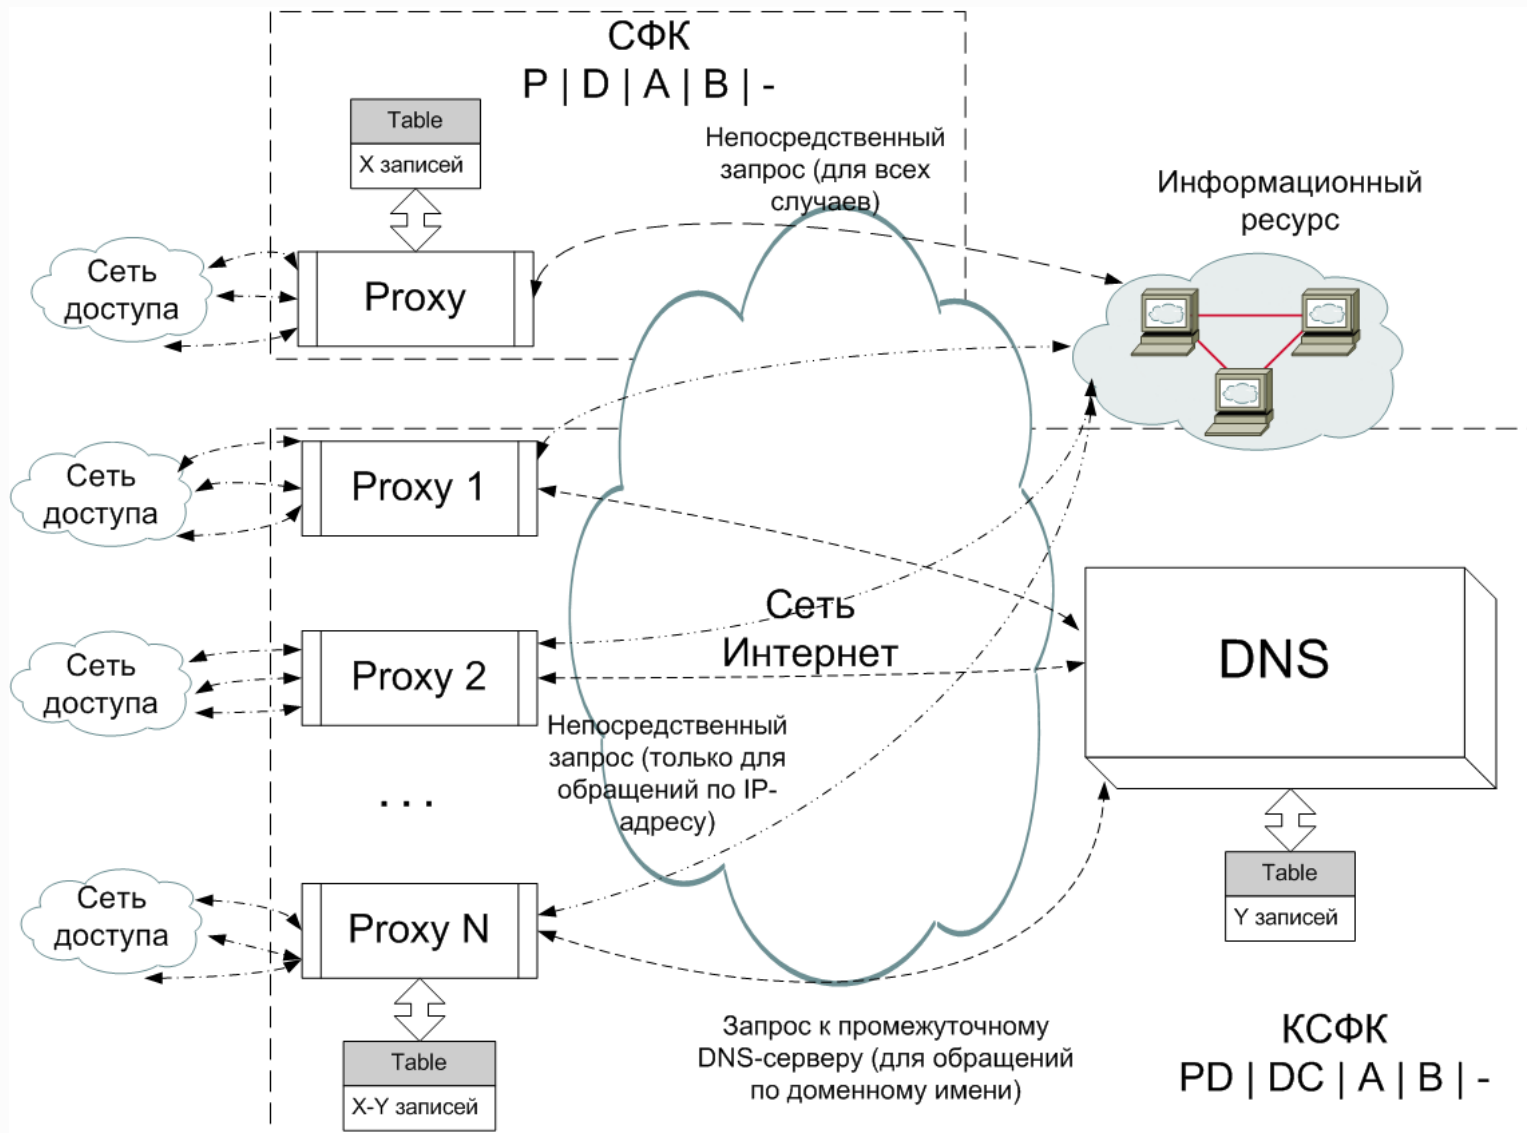 СФК
P | D | A | B | -
Table
X записей
Непосредственный
запрос (для всех
случаев)
Информационный
ресурс
Сеть
доступа
Proxy
Сеть
доступа
Proxy 1
Сеть
Интернет
DNS
Сеть
доступа
Proxy 2
Непосредственный
запрос (только для
обращений по IP-
адресу)
...
Table
Y записей
Сеть
доступа
Proxy N
Table
X-Y записей
Запрос к промежуточному
DNS-серверу (для обращений
по доменному имени)
КСФК
PD | DC | A | B | -